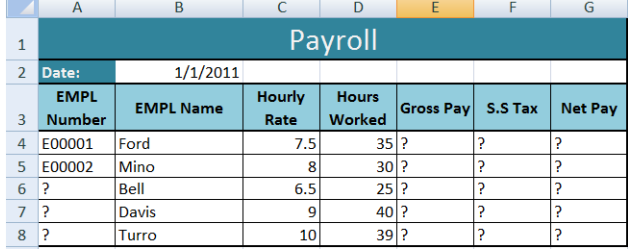 A B C D E F G
1 Payroll
2 Date: 1/1/2011
3 EMPL Number EMPL Name Hourly Rate Hours Worked Gross Pay S.S Tax Net Pay
4 E00001 Ford 7.5 35 ? ? ?
5 E00002 Mino 8 30 ? ? ?
6 ? Bell 6.5 25 ? ? ?
7 ? Davis 9 40 ? ? ?
8 ? Turro 10 39 ? ? ?